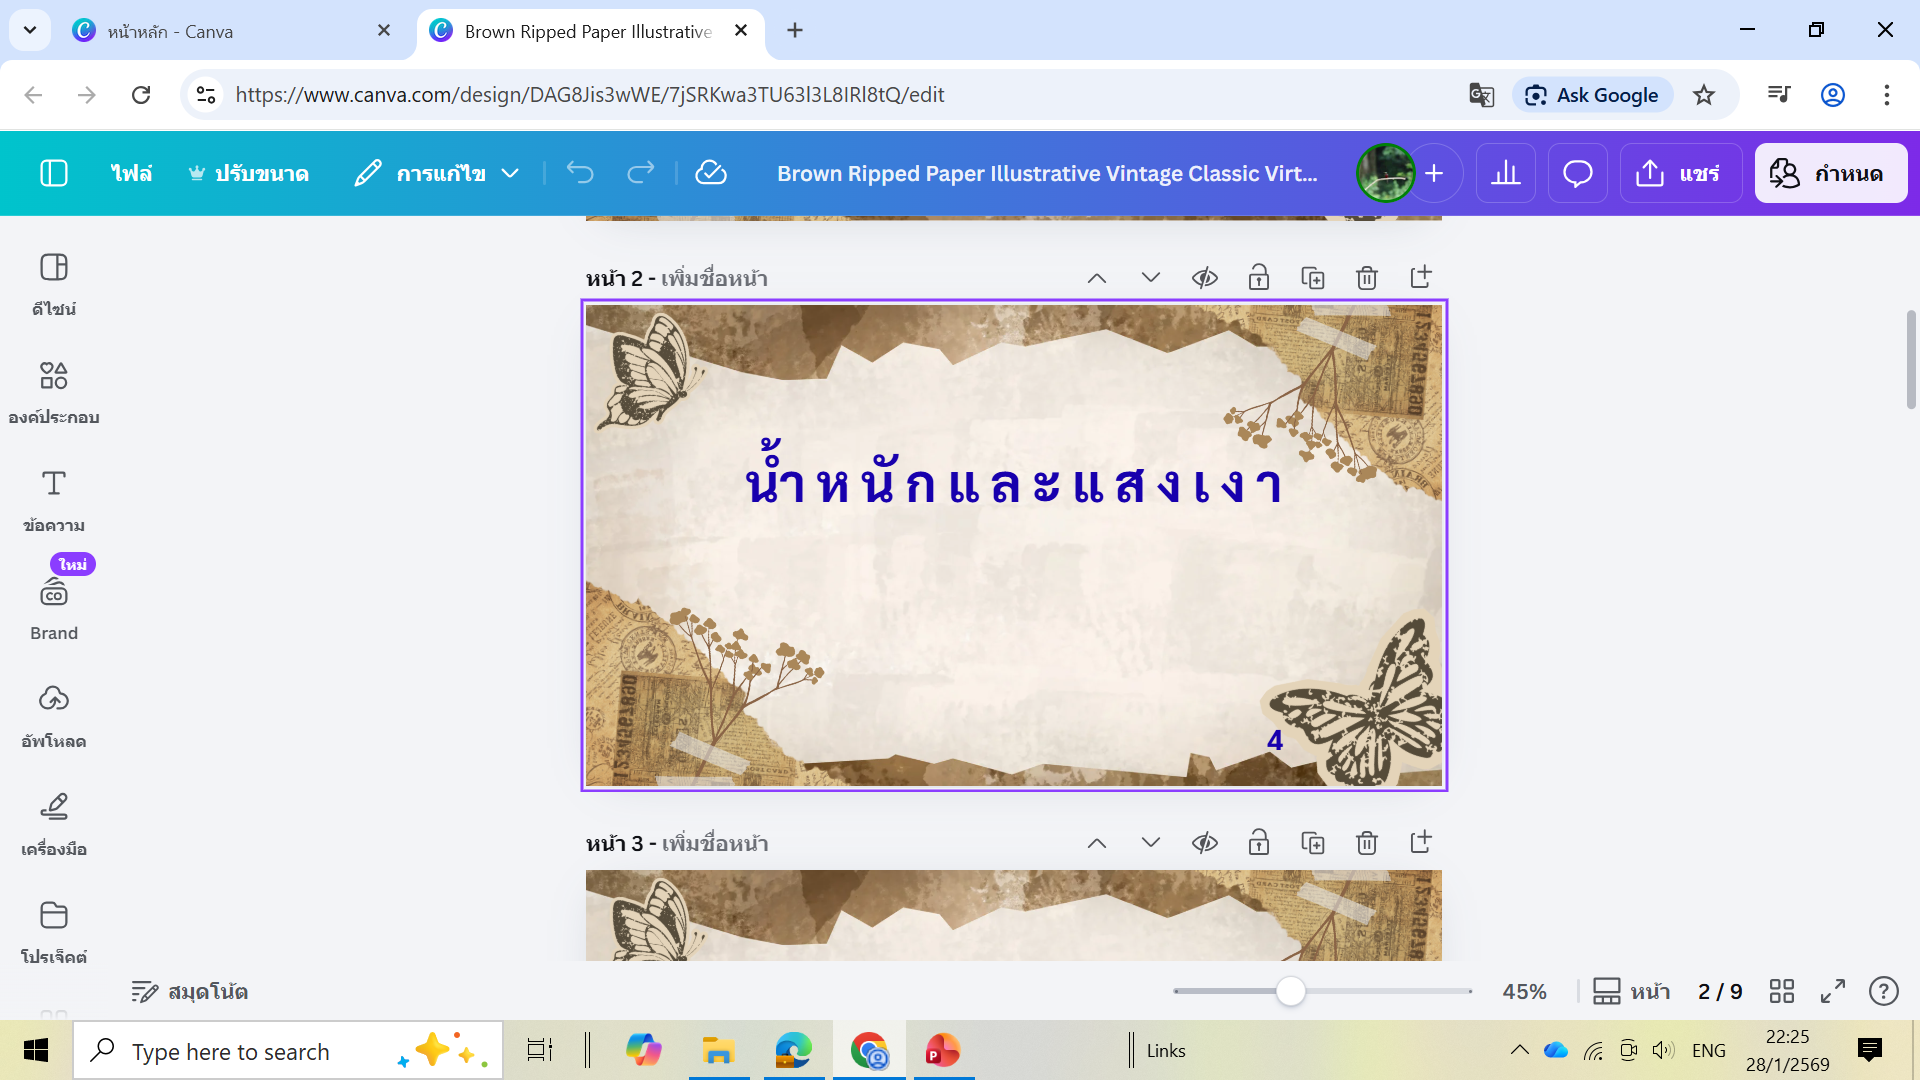 หน้าหลัก - Canva
Brown Ripped Paper Illustrative
https://www.canva.com/design/DAG8Jis3wWE/7jSRKwa3TU63l3L8IRl8tQ/edit
Ask Google
ไฟล์
ปรับขนาด
การแก้ไข
Brown Ripped Paper Illustrative Vintage Classic Virt...
แชร์
กำหนด
ดีไซน์
องค์ประกอบ
ข้อความ
ใหม่
Brand
อัพโหลด
เครื่องมือ
โปรเจ็คต์
หน้า 2 - เพิ่มชื่อหน้า
น้ำหนักและแสงเงา
4
หน้า 3 - เพิ่มชื่อหน้า
สมุดโน้ต
45%
หน้า
2 / 9
Type here to search
Links
ENG
22:25
28/1/2569